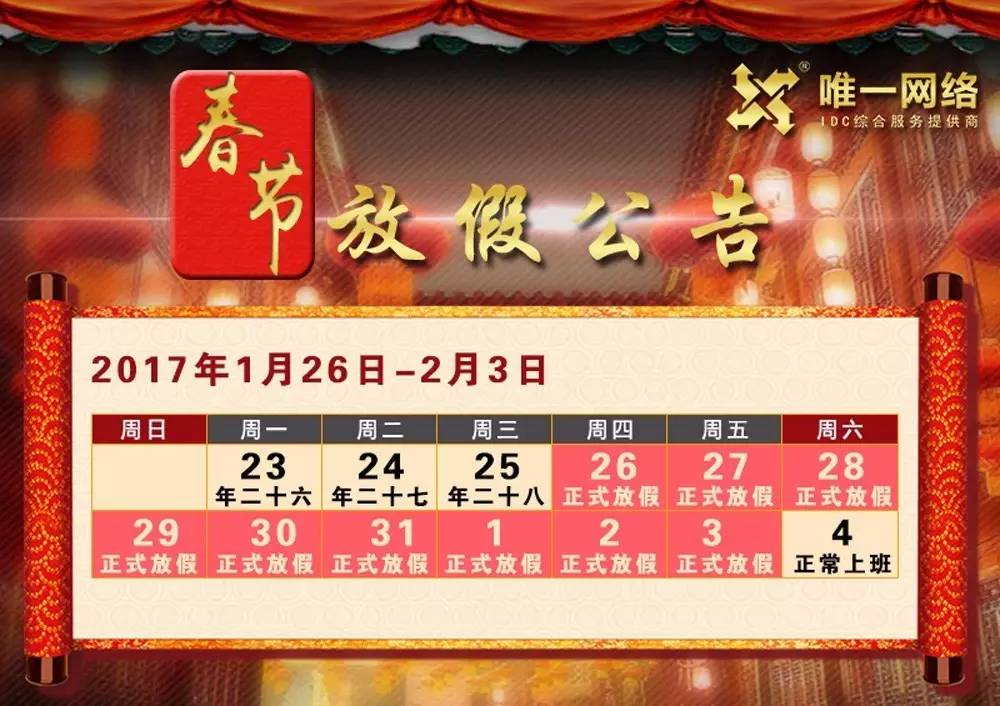 唯一网络
IDC综合服务提供商
春节
放假公告
2017年1月26日-2月3日
周日 周一 周二 周三 周四 周五 周六
23 24 25 26 27 28
年二十六 年二十七 年二十八 正式放假 正式放假 正式放假
29 30 31 1 2 3 4
正式放假 正式放假 正式放假 正式放假 正式放假 正式放假 正常上班